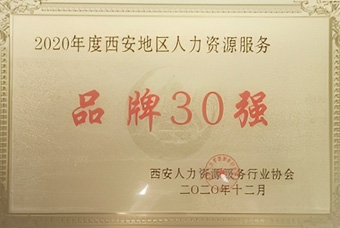 2020年度西安地区人力资源服务
品牌30强
西安人力资源服务行业协会
二〇二〇年十二月